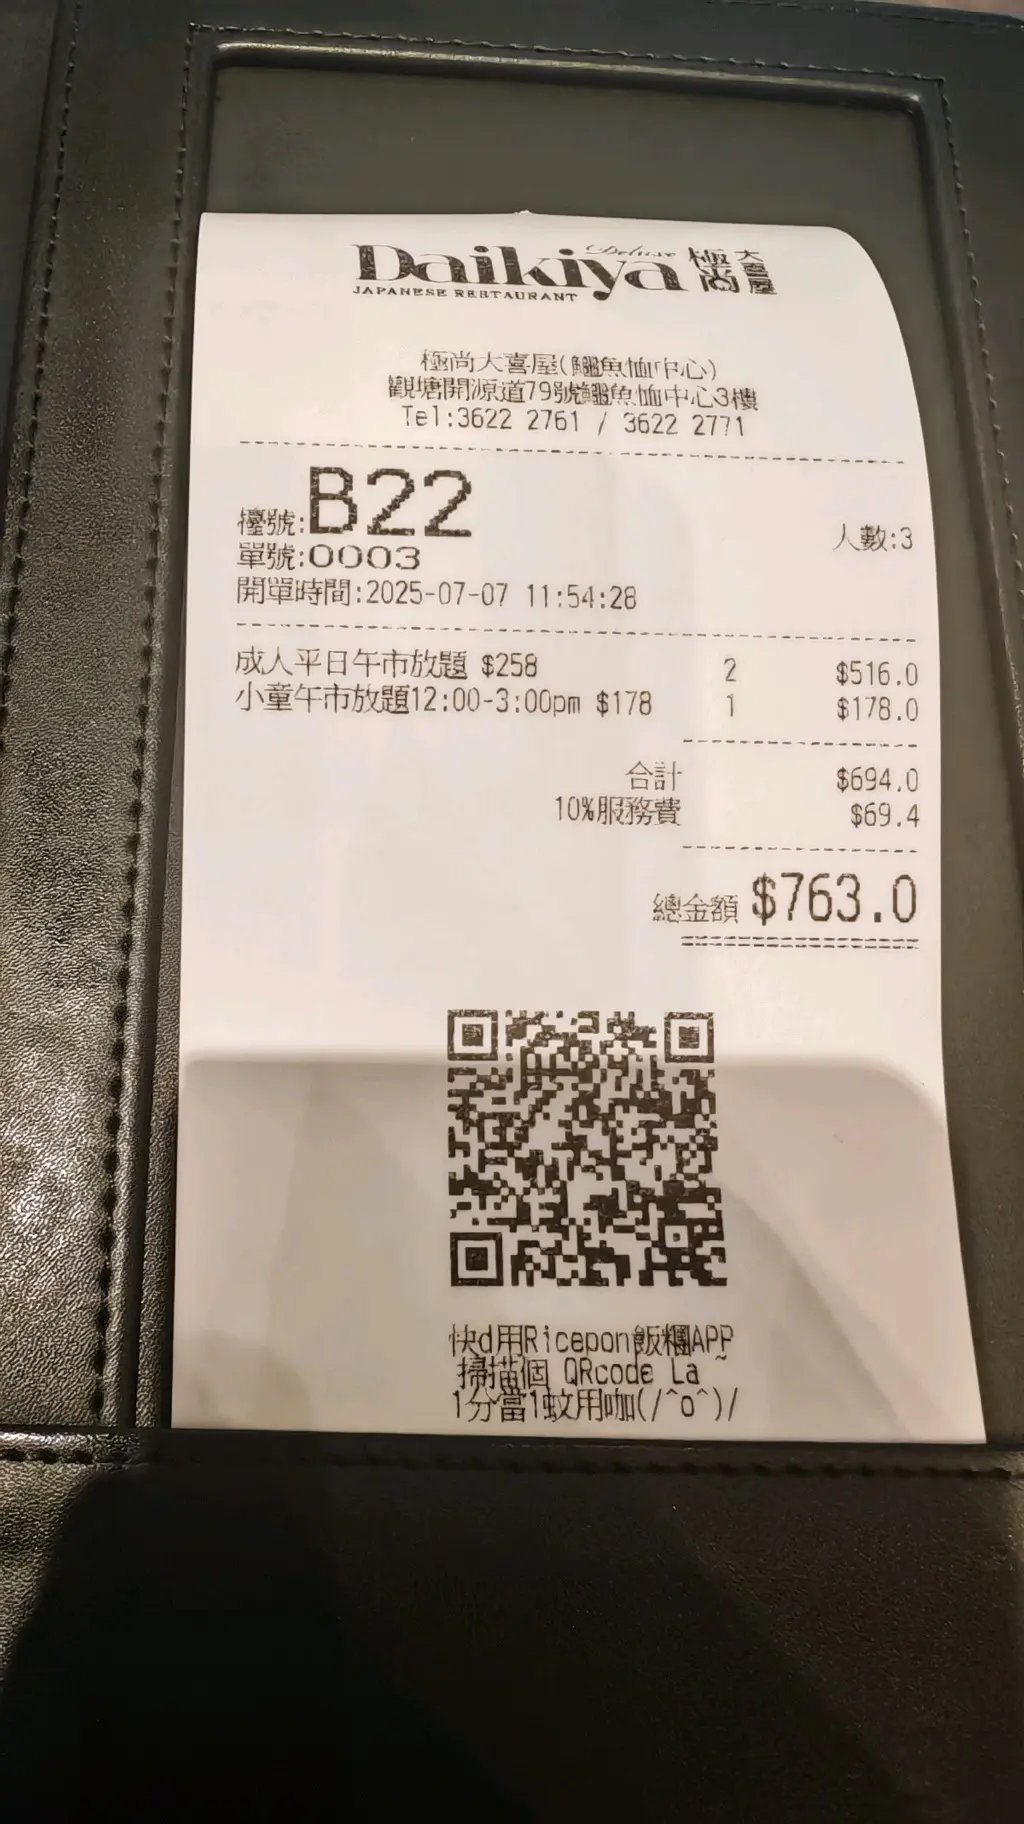 Daikiya Deluxe 極尚大喜屋
JAPANESE RESTAURANT
極尚大喜屋(鱷魚恤中心)
觀塘開源道79號鱷魚恤中心3樓
Tel:3622 2761 / 3622 2771
檯號:B22 人數:3
單號:0003
開單時間:2025-07-07 11:54:28
成人平日午市放題 $258 2 $516.0
小童午市放題12:00-3:00pm $178 1 $178.0
合計 $694.0
10%服務費 $69.4
總金額 $763.0
快d用Ricepon飯糰APP
掃描個 QRcode La~
1分當1蚊用咖(/^o^)/